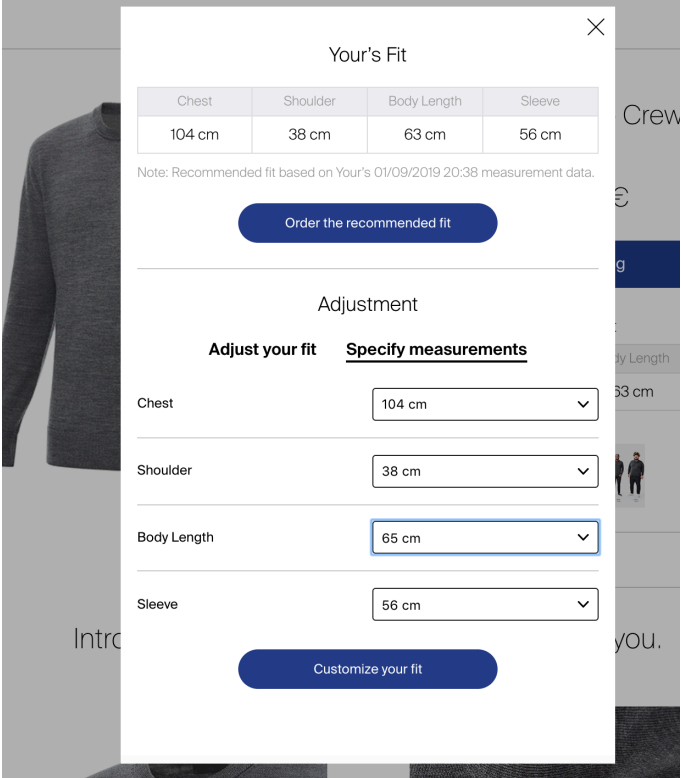 Your's Fit
Chest Shoulder Body Length Sleeve
104 cm 38 cm 63 cm 56 cm
Note: Recommended fit based on Your's 01/09/2019 20:38 measurement data.
Order the recommended fit
Adjustment
Adjust your fit Specify measurements
Chest 104 cm
Shoulder 38 cm
Body Length 65 cm
Sleeve 56 cm
Customize your fit
Crew
€
g
dy Length
63 cm
Intro
you.